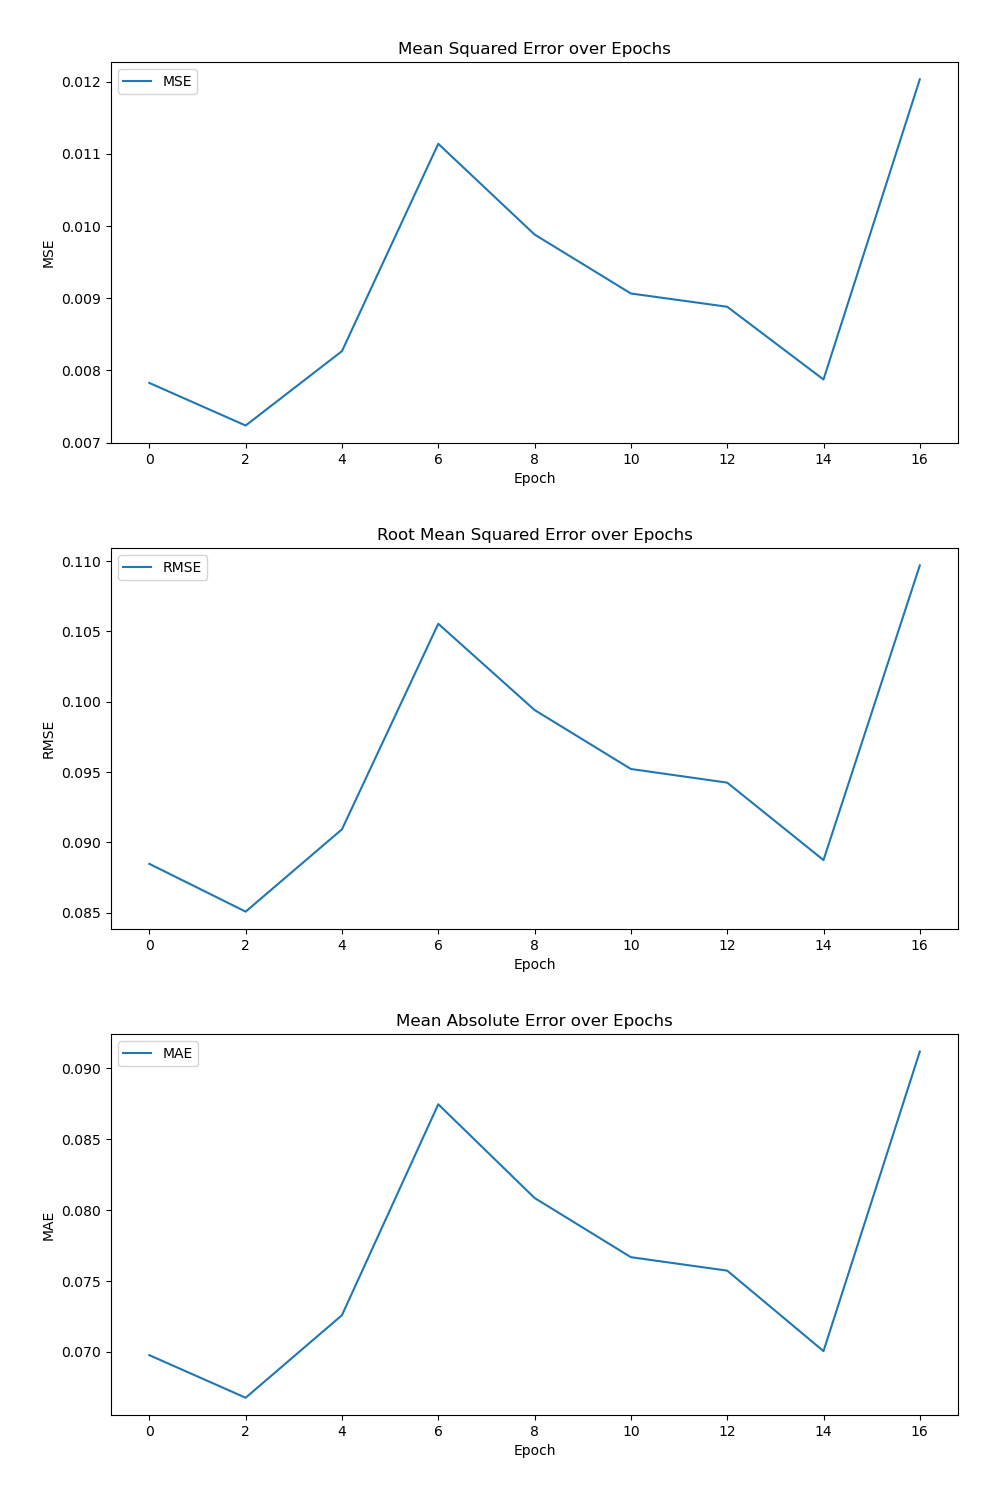 Mean Squared Error over Epochs
MSE
0.012
0.011
0.010
0.009
0.008
0.007
MSE
0 2 4 6 8 10 12 14 16
Epoch
Root Mean Squared Error over Epochs
RMSE
0.110
0.105
0.100
0.095
0.090
0.085
RMSE
0 2 4 6 8 10 12 14 16
Epoch
Mean Absolute Error over Epochs
MAE
0.090
0.085
0.080
0.075
0.070
MAE
0 2 4 6 8 10 12 14 16
Epoch